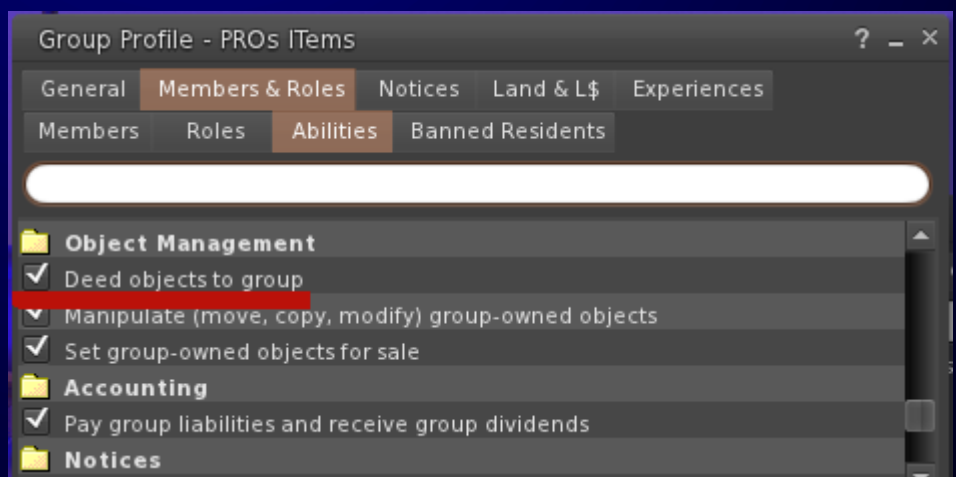 Group Profile - PROs ITems ? _ ×
General Members & Roles Notices Land & L$ Experiences
Members Roles Abilities Banned Residents
Object Management
Deed objects to group
Manipulate (move, copy, modify) group-owned objects
Set group-owned objects for sale
Accounting
Pay group liabilities and receive group dividends
Notices